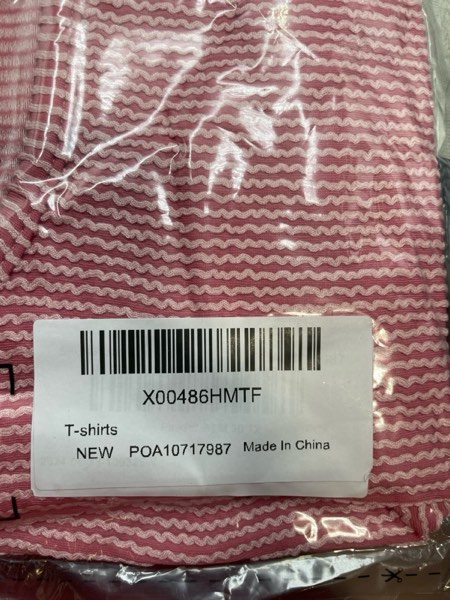 X00486HMTF
T-shirts
NEW POA10717987 Made In China